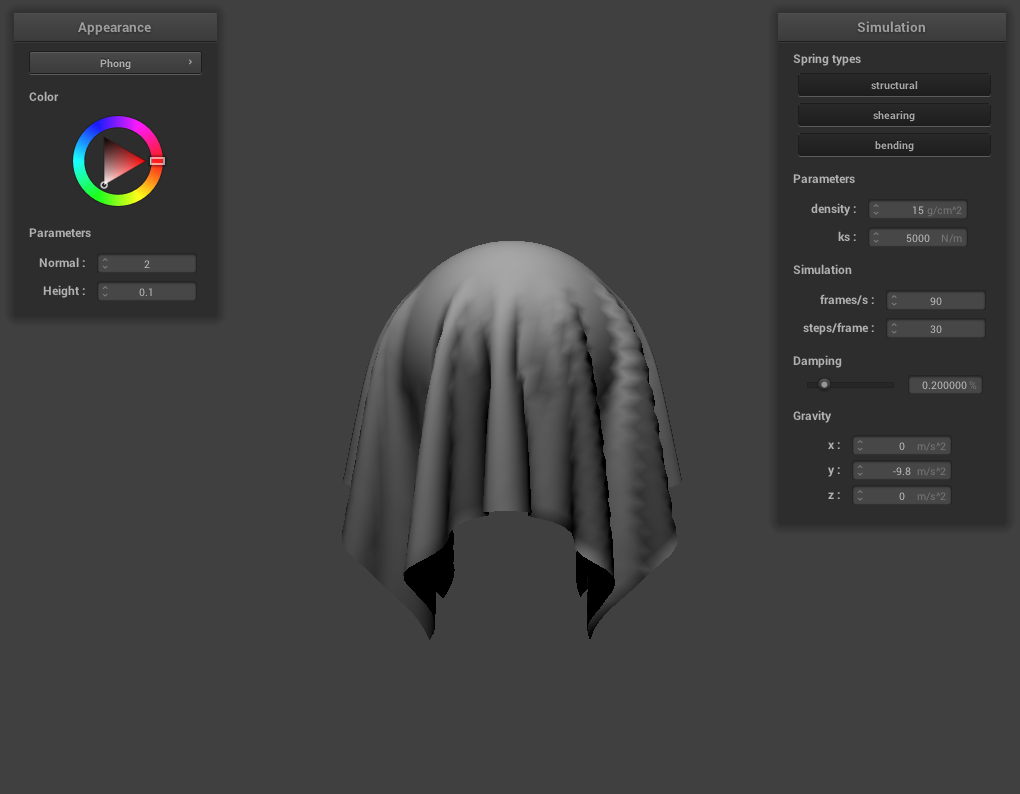 Appearance
Phong
Color
Parameters
Normal : 2
Height : 0.1
Simulation
Spring types
structural
shearing
bending
Parameters
density : 15 g/cm^2
ks : 5000 N/m
Simulation
frames/s : 90
steps/frame : 30
Damping
0.200000 %
Gravity
x : 0 m/s^2
y : -9.8 m/s^2
z : 0 m/s^2